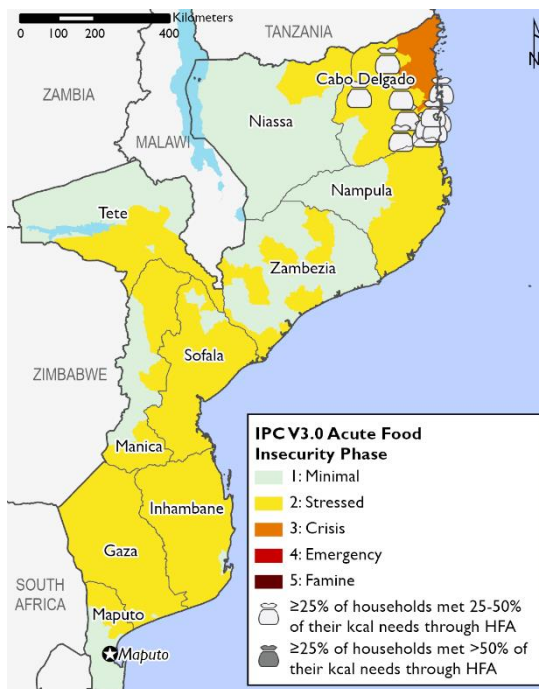 Kilometers
0 100 200 400
TANZANIA
N
Cabo Delgado
ZAMBIA
Niassa
MALAWI
Nampula
Tete
Zambezia
Sofala
ZIMBABWE
Manica
Inhambane
Gaza
SOUTH
AFRICA
Maputo
Maputo
IPC V3.0 Acute Food
Insecurity Phase
1: Minimal
2: Stressed
3: Crisis
4: Emergency
5: Famine
≥25% of households met 25-50%
of their kcal needs through HFA
≥25% of households met >50% of
their kcal needs through HFA